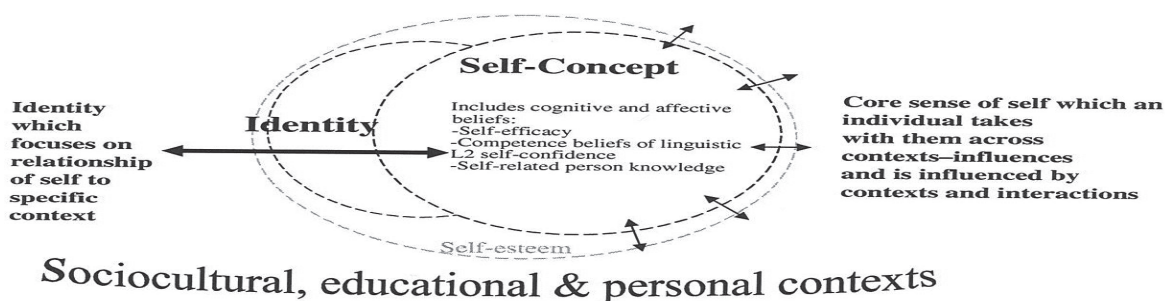 Self-Concept
Identity
which
focuses on
relationship
of self to
specific
context
Identity
Includes cognitive and affective
beliefs:
-Self-efficacy
-Competence beliefs of linguistic
L2 self-confidence
-Self-related person knowledge
Core sense of self which an
individual takes
with them across
contexts—influences
and is influenced by
contexts and interactions
Self-esteem
Sociocultural, educational & personal contexts